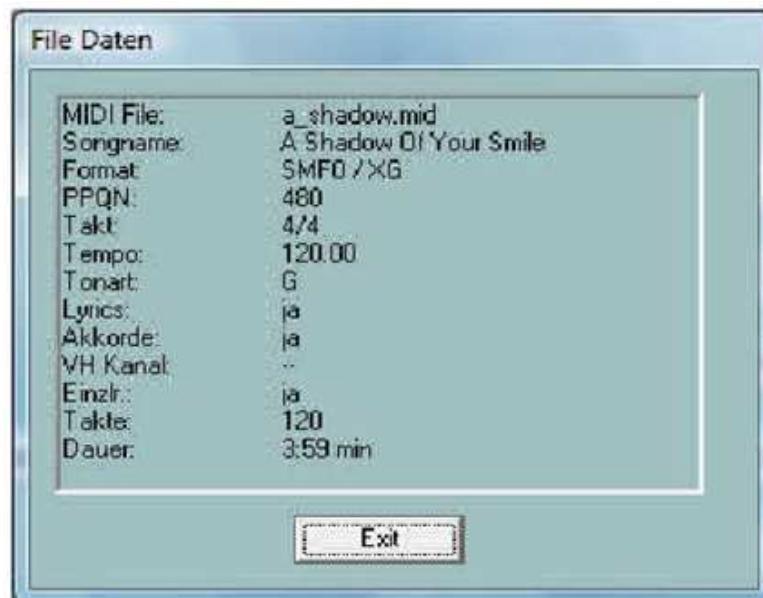 File Daten
MIDI File: a_shadow.mid
Songname: A Shadow Of Your Smile
Format: SMF0 / XG
PPQN: 480
Takt: 4/4
Tempo: 120.00
Tonart: G
Lyrics: ja
Akkorde: ja
VH Kanal: --
Einzlr.: ja
Takte: 120
Dauer: 3:59 min
Exit